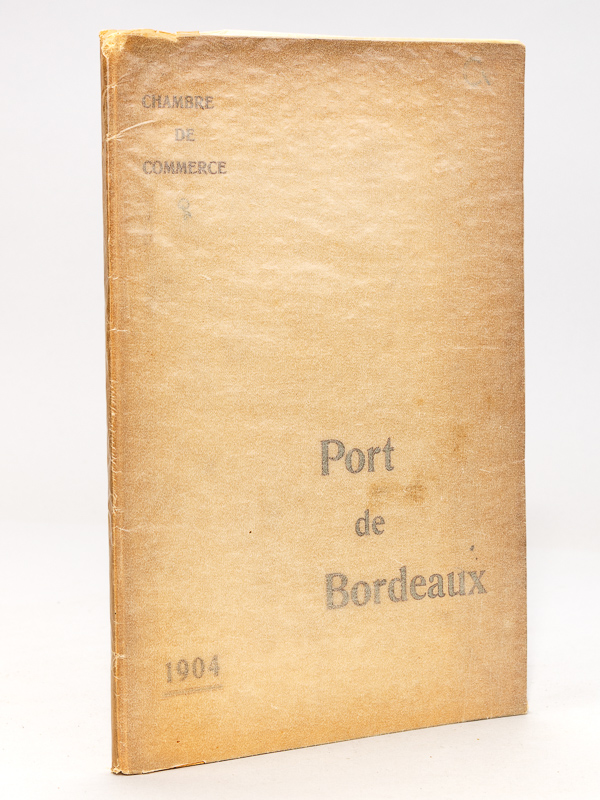 CHAMBRE
DE
COMMERCE
Port
de
Bordeaux
1904